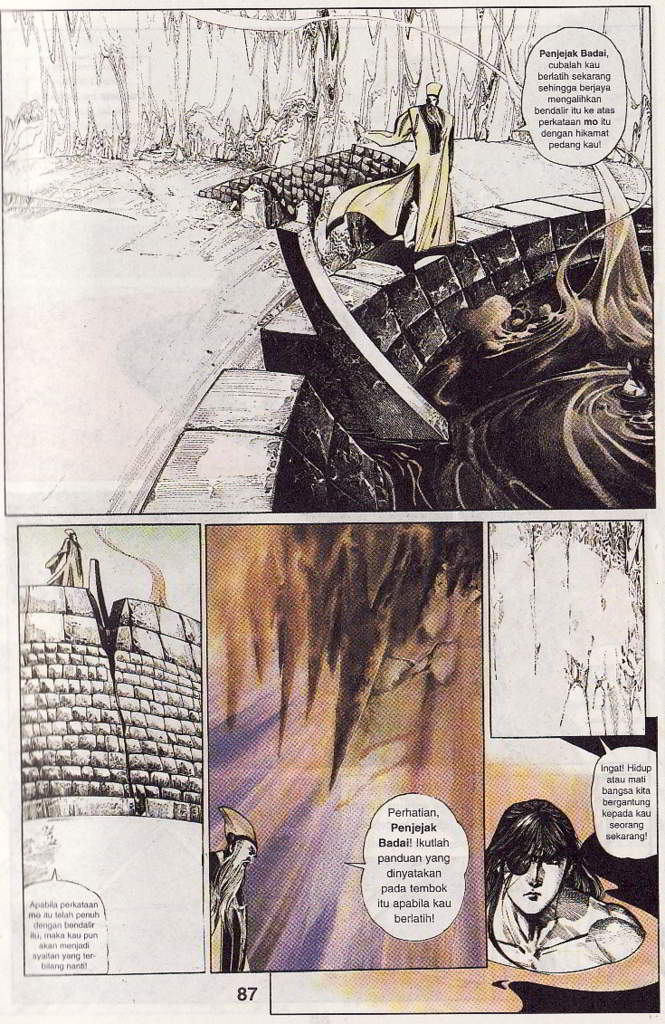 Penjejak Badai,
cubalah kau
berlatih sekarang
sehingga berjaya
mengalihkan
bendalir itu ke atas
perkataan mo itu
dengan hikamat
pedang kau!
Apabila perkataan
mo itu telah penuh
dengan bendalir
itu, maka kau pun
akan menjadi
syaitan yang ter-
bilang nanti!
Perhatian,
Penjejak
Badai! Ikutlah
panduan yang
dinyatakan
pada tembok
itu apabila kau
berlatih!
Ingat! Hidup
atau mati
bangsa kita
bergantung
kepada kau
seorang
sekarang!
87